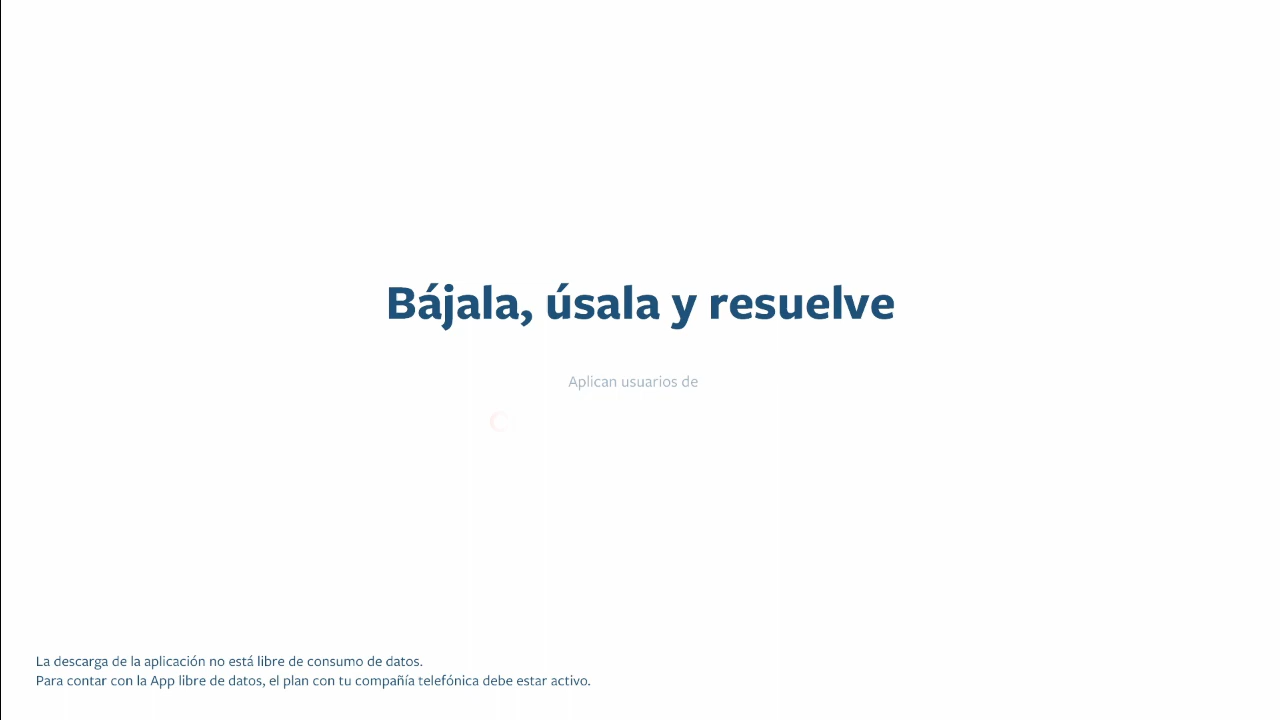 Bájala, úsala y resuelve
Aplican usuarios de
C
La descarga de la aplicación no está libre de consumo de datos.
Para contar con la App libre de datos, el plan con tu compañía telefónica debe estar activo.